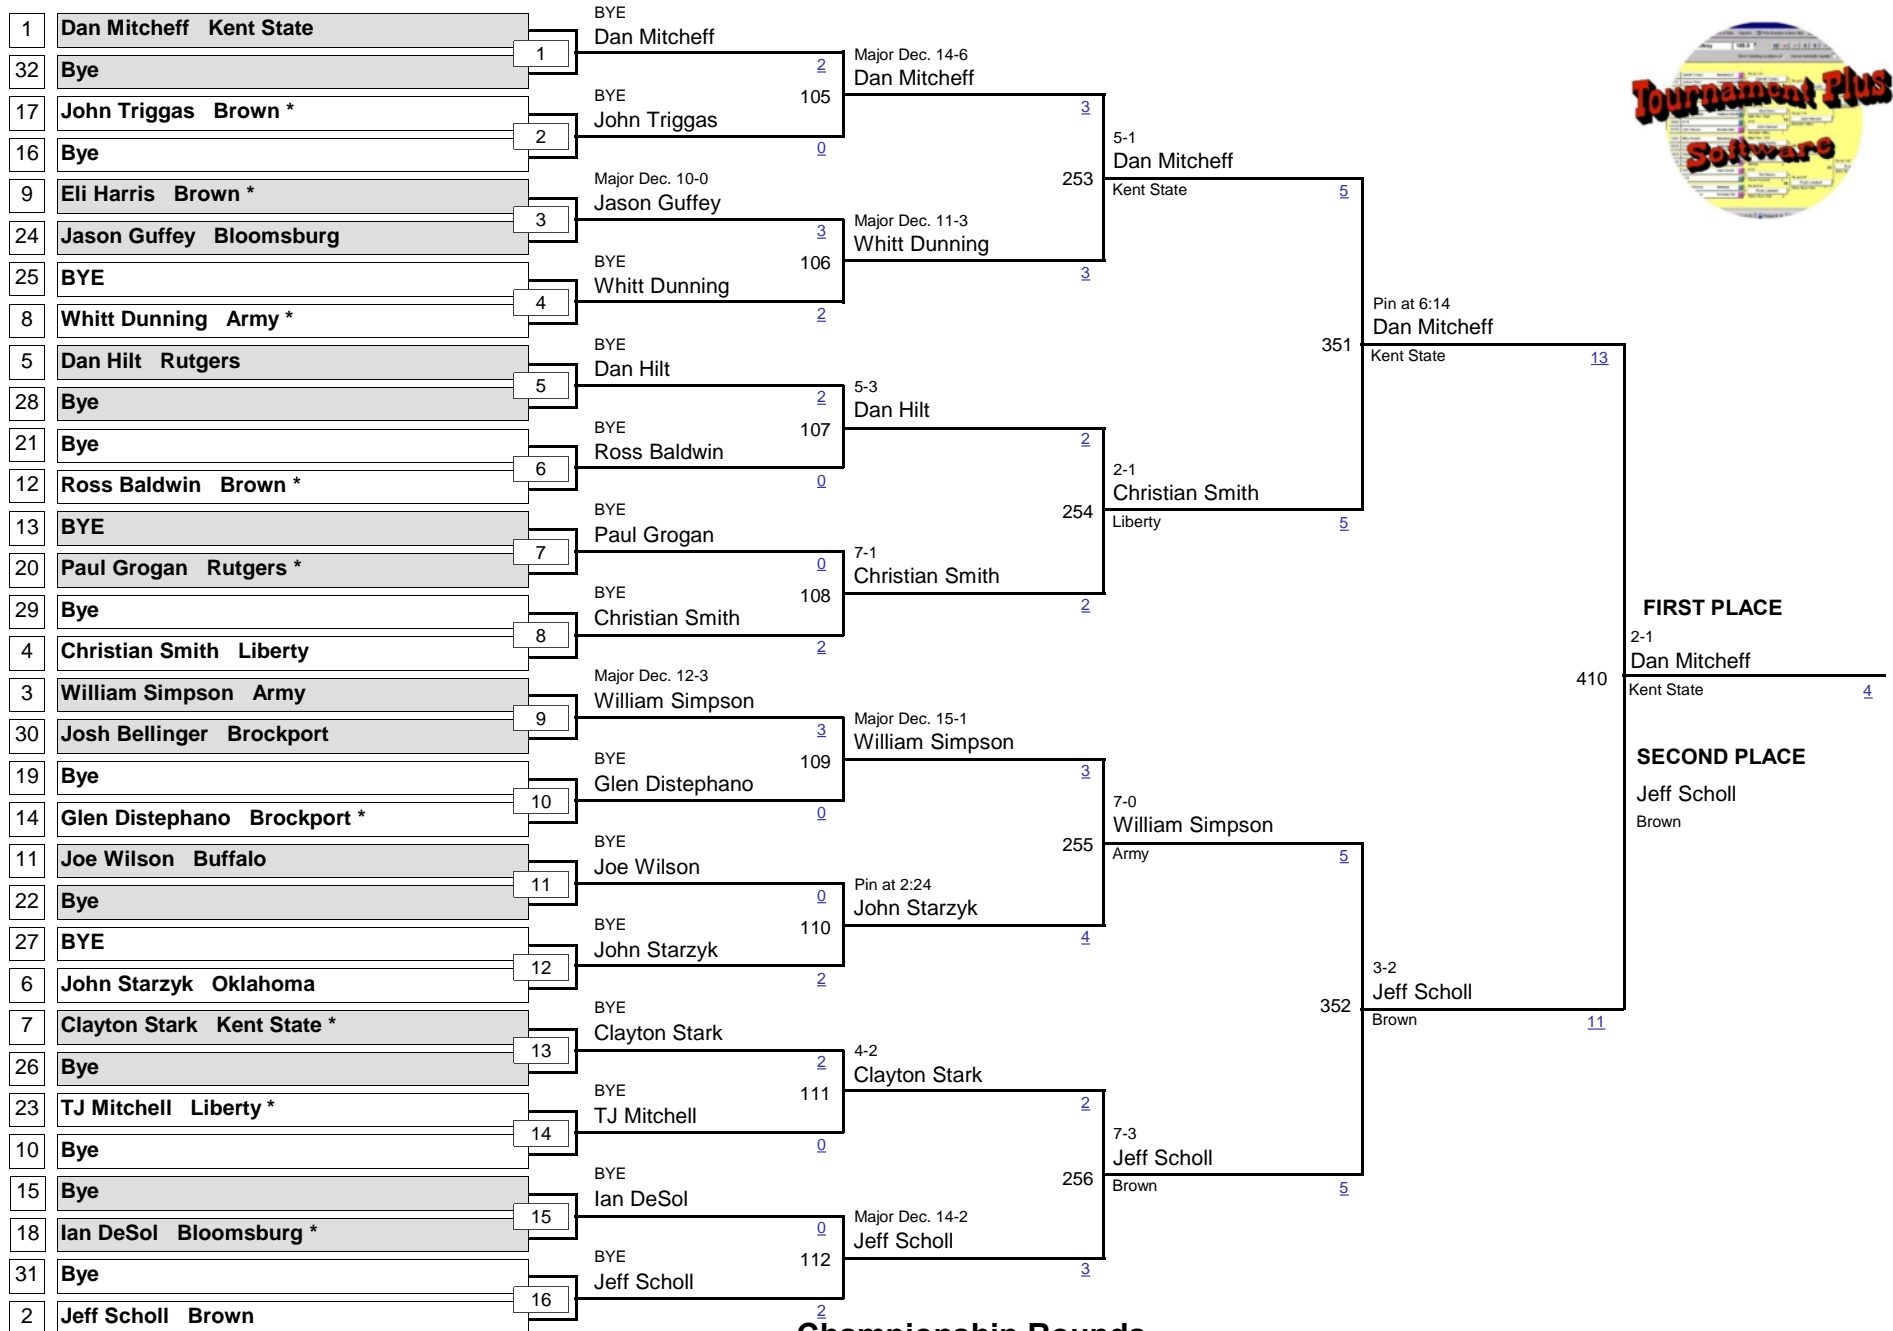 1 Dan Mitcheff Kent State
32 Bye
17 John Triggas Brown *
16 Bye
9 Eli Harris Brown *
24 Jason Guffey Bloomsburg
25 BYE
8 Whitt Dunning Army *
5 Dan Hilt Rutgers
28 Bye
21 Bye
12 Ross Baldwin Brown *
13 BYE
20 Paul Grogan Rutgers *
29 Bye
4 Christian Smith Liberty
3 William Simpson Army
30 Josh Bellinger Brockport
19 Bye
14 Glen Distephano Brockport *
11 Joe Wilson Buffalo
22 Bye
27 BYE
6 John Starzyk Oklahoma
7 Clayton Stark Kent State *
26 Bye
23 TJ Mitchell Liberty *
10 Bye
15 Bye
18 Ian DeSol Bloomsburg *
31 Bye
2 Jeff Scholl Brown
1
2
3
4
5
6
7
8
9
10
11
12
13
14
15
16
BYE
Dan Mitcheff
2
105
BYE
John Triggas
0
Major Dec. 10-0
Jason Guffey
3
106
BYE
Whitt Dunning
2
BYE
Dan Hilt
2
107
BYE
Ross Baldwin
0
BYE
Paul Grogan
0
108
BYE
Christian Smith
2
Major Dec. 12-3
William Simpson
3
109
BYE
Glen Distephano
0
BYE
Joe Wilson
0
110
BYE
John Starzyk
2
BYE
Clayton Stark
2
111
BYE
TJ Mitchell
0
BYE
Ian DeSol
0
112
BYE
Jeff Scholl
2
Major Dec. 14-6
Dan Mitcheff
3
253
Major Dec. 11-3
Whitt Dunning
3
5-3
Dan Hilt
2
254
7-1
Christian Smith
2
Major Dec. 15-1
William Simpson
3
255
Pin at 2:24
John Starzyk
4
4-2
Clayton Stark
2
256
Major Dec. 14-2
Jeff Scholl
3
5-1
Dan Mitcheff
Kent State
5
351
2-1
Christian Smith
Liberty
5
7-0
William Simpson
Army
5
352
7-3
Jeff Scholl
Brown
5
Pin at 6:14
Dan Mitcheff
Kent State
13
410
3-2
Jeff Scholl
Brown
11
Tournament Plus
Software
FIRST PLACE
2-1
Dan Mitcheff
Kent State
4
SECOND PLACE
Jeff Scholl
Brown
Championship Rounds